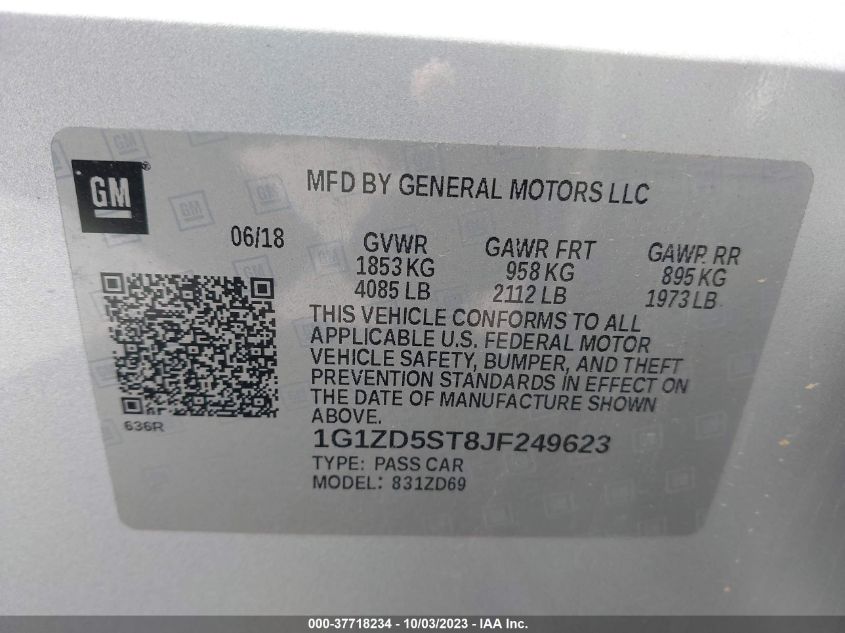 GM®
MFD BY GENERAL MOTORS LLC
06/18
GVWR
1853 KG
4085 LB
GAWR FRT
958 KG
2112 LB
GAWR RR
895 KG
1973 LB
THIS VEHICLE CONFORMS TO ALL
APPLICABLE U.S. FEDERAL MOTOR
VEHICLE SAFETY, BUMPER, AND THEFT
PREVENTION STANDARDS IN EFFECT ON
THE DATE OF MANUFACTURE SHOWN
ABOVE.
636R
1G1ZD5ST8JF249623
TYPE: PASS CAR
MODEL: 831ZD69
000-37718234 - 10/03/2023 - IAA Inc.